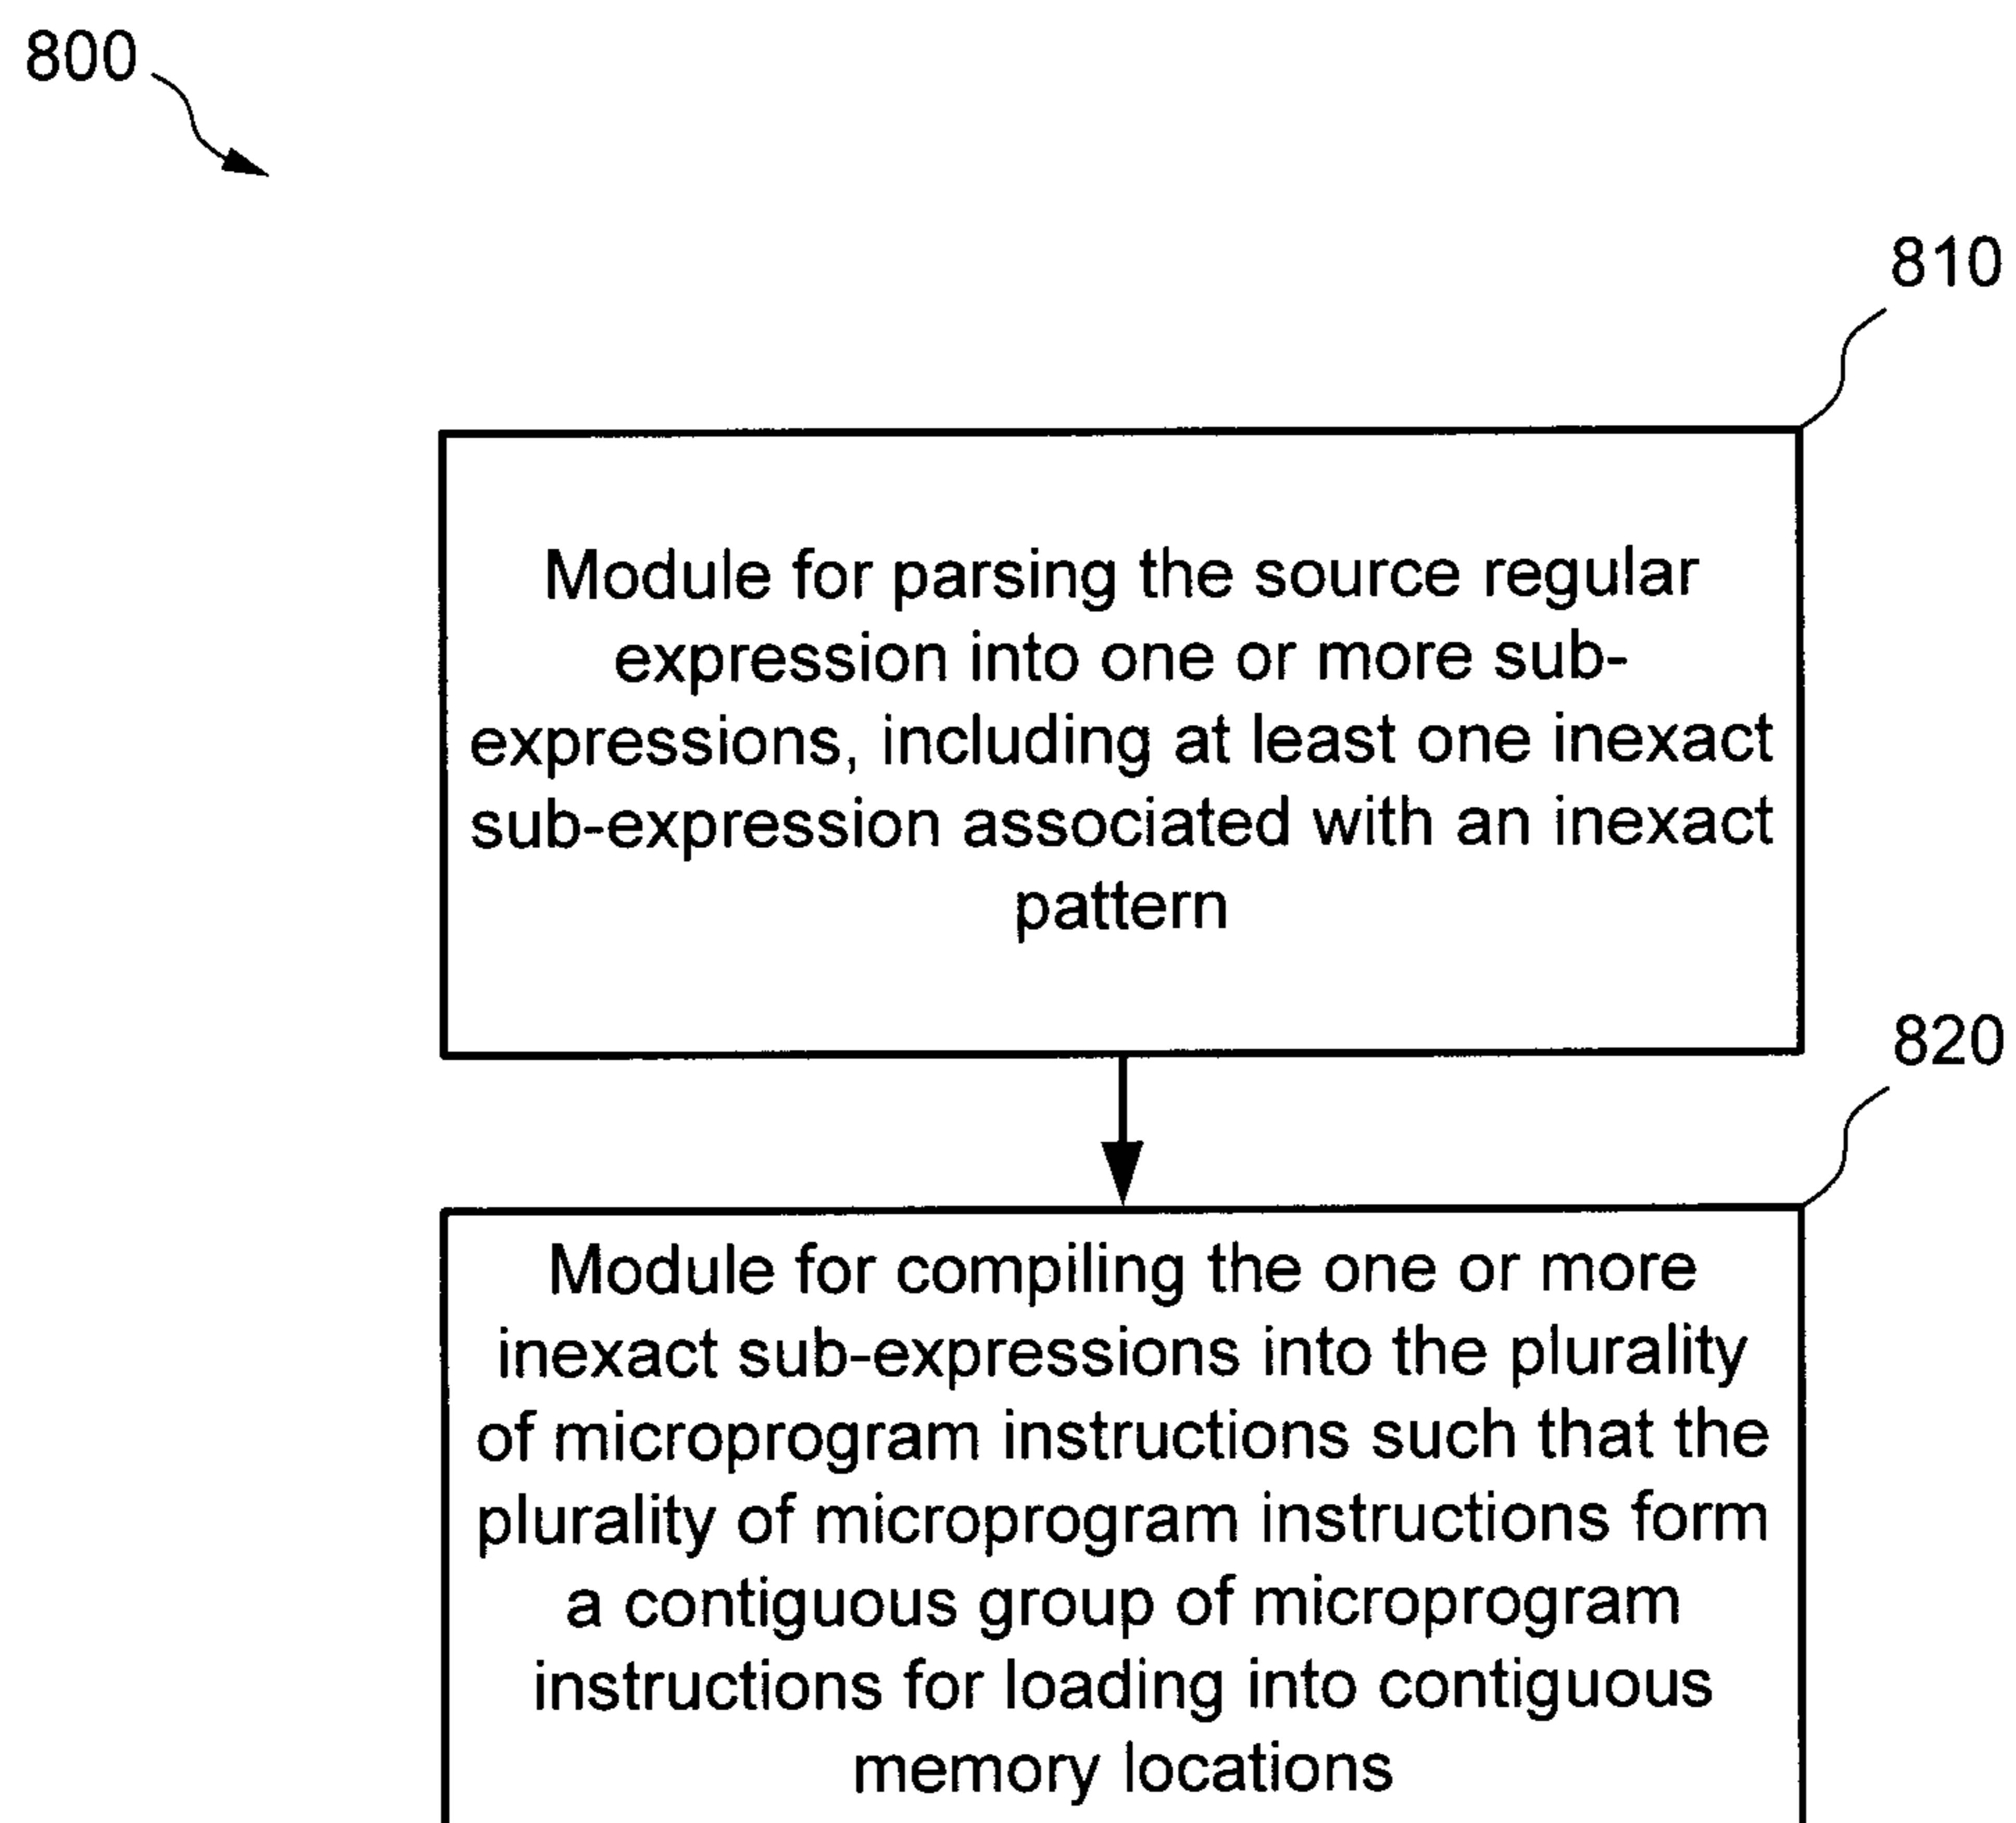 800
810
Module for parsing the source regular
expression into one or more sub-
expressions, including at least one inexact
sub-expression associated with an inexact
pattern
820
Module for compiling the one or more
inexact sub-expressions into the plurality
of microprogram instructions such that the
plurality of microprogram instructions form
a contiguous group of microprogram
instructions for loading into contiguous
memory locations